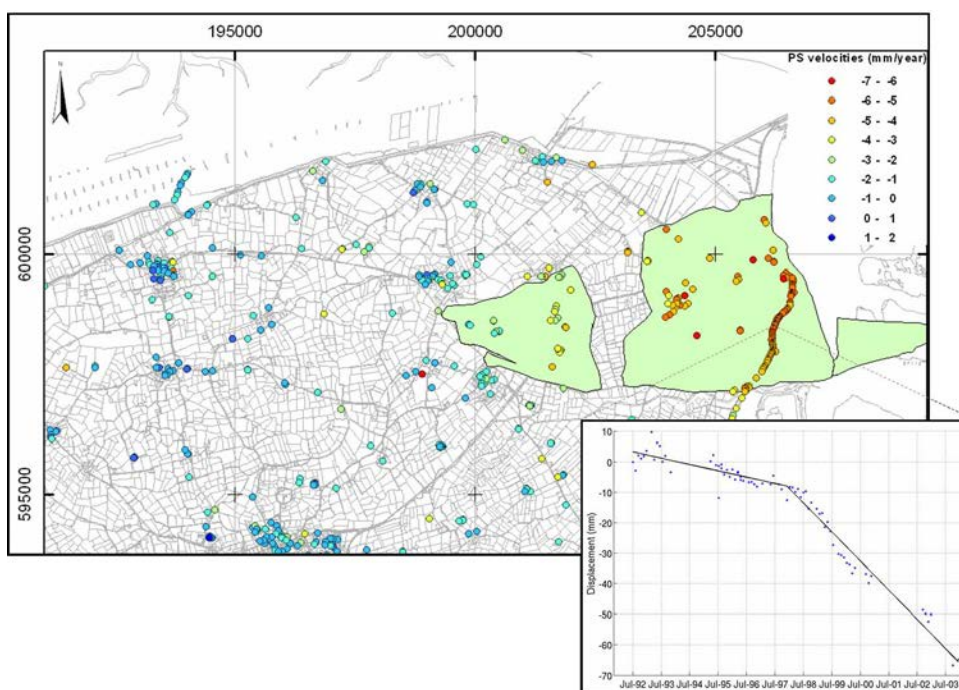 195000 200000 205000
N
PS velocities (mm/year)
-7 - -6
-6 - -5
-5 - -4
-4 - -3
-3 - -2
-2 - -1
-1 - 0
0 - 1
1 - 2
600000
595000
10
0
-10
-20
-30
-40
-50
-60
-70
Displacement (mm)
Jul-92 Jul-93 Jul-94 Jul-95 Jul-96 Jul-97 Jul-98 Jul-99 Jul-00 Jul-01 Jul-02 Jul-03